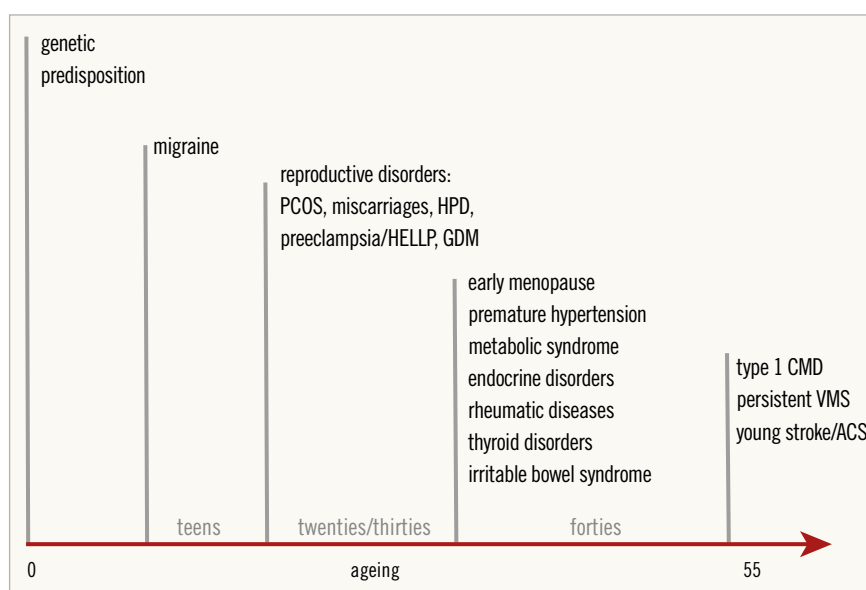 genetic
predisposition
migraine
reproductive disorders:
PCOS, miscarriages, HPD,
preeclampsia/HELLP, GDM
early menopause
premature hypertension
metabolic syndrome
endocrine disorders
rheumatic diseases
thyroid disorders
irritable bowel syndrome
type 1 CMD
persistent VMS
young stroke/ACS
teens
twenties/thirties
forties
0
ageing
55